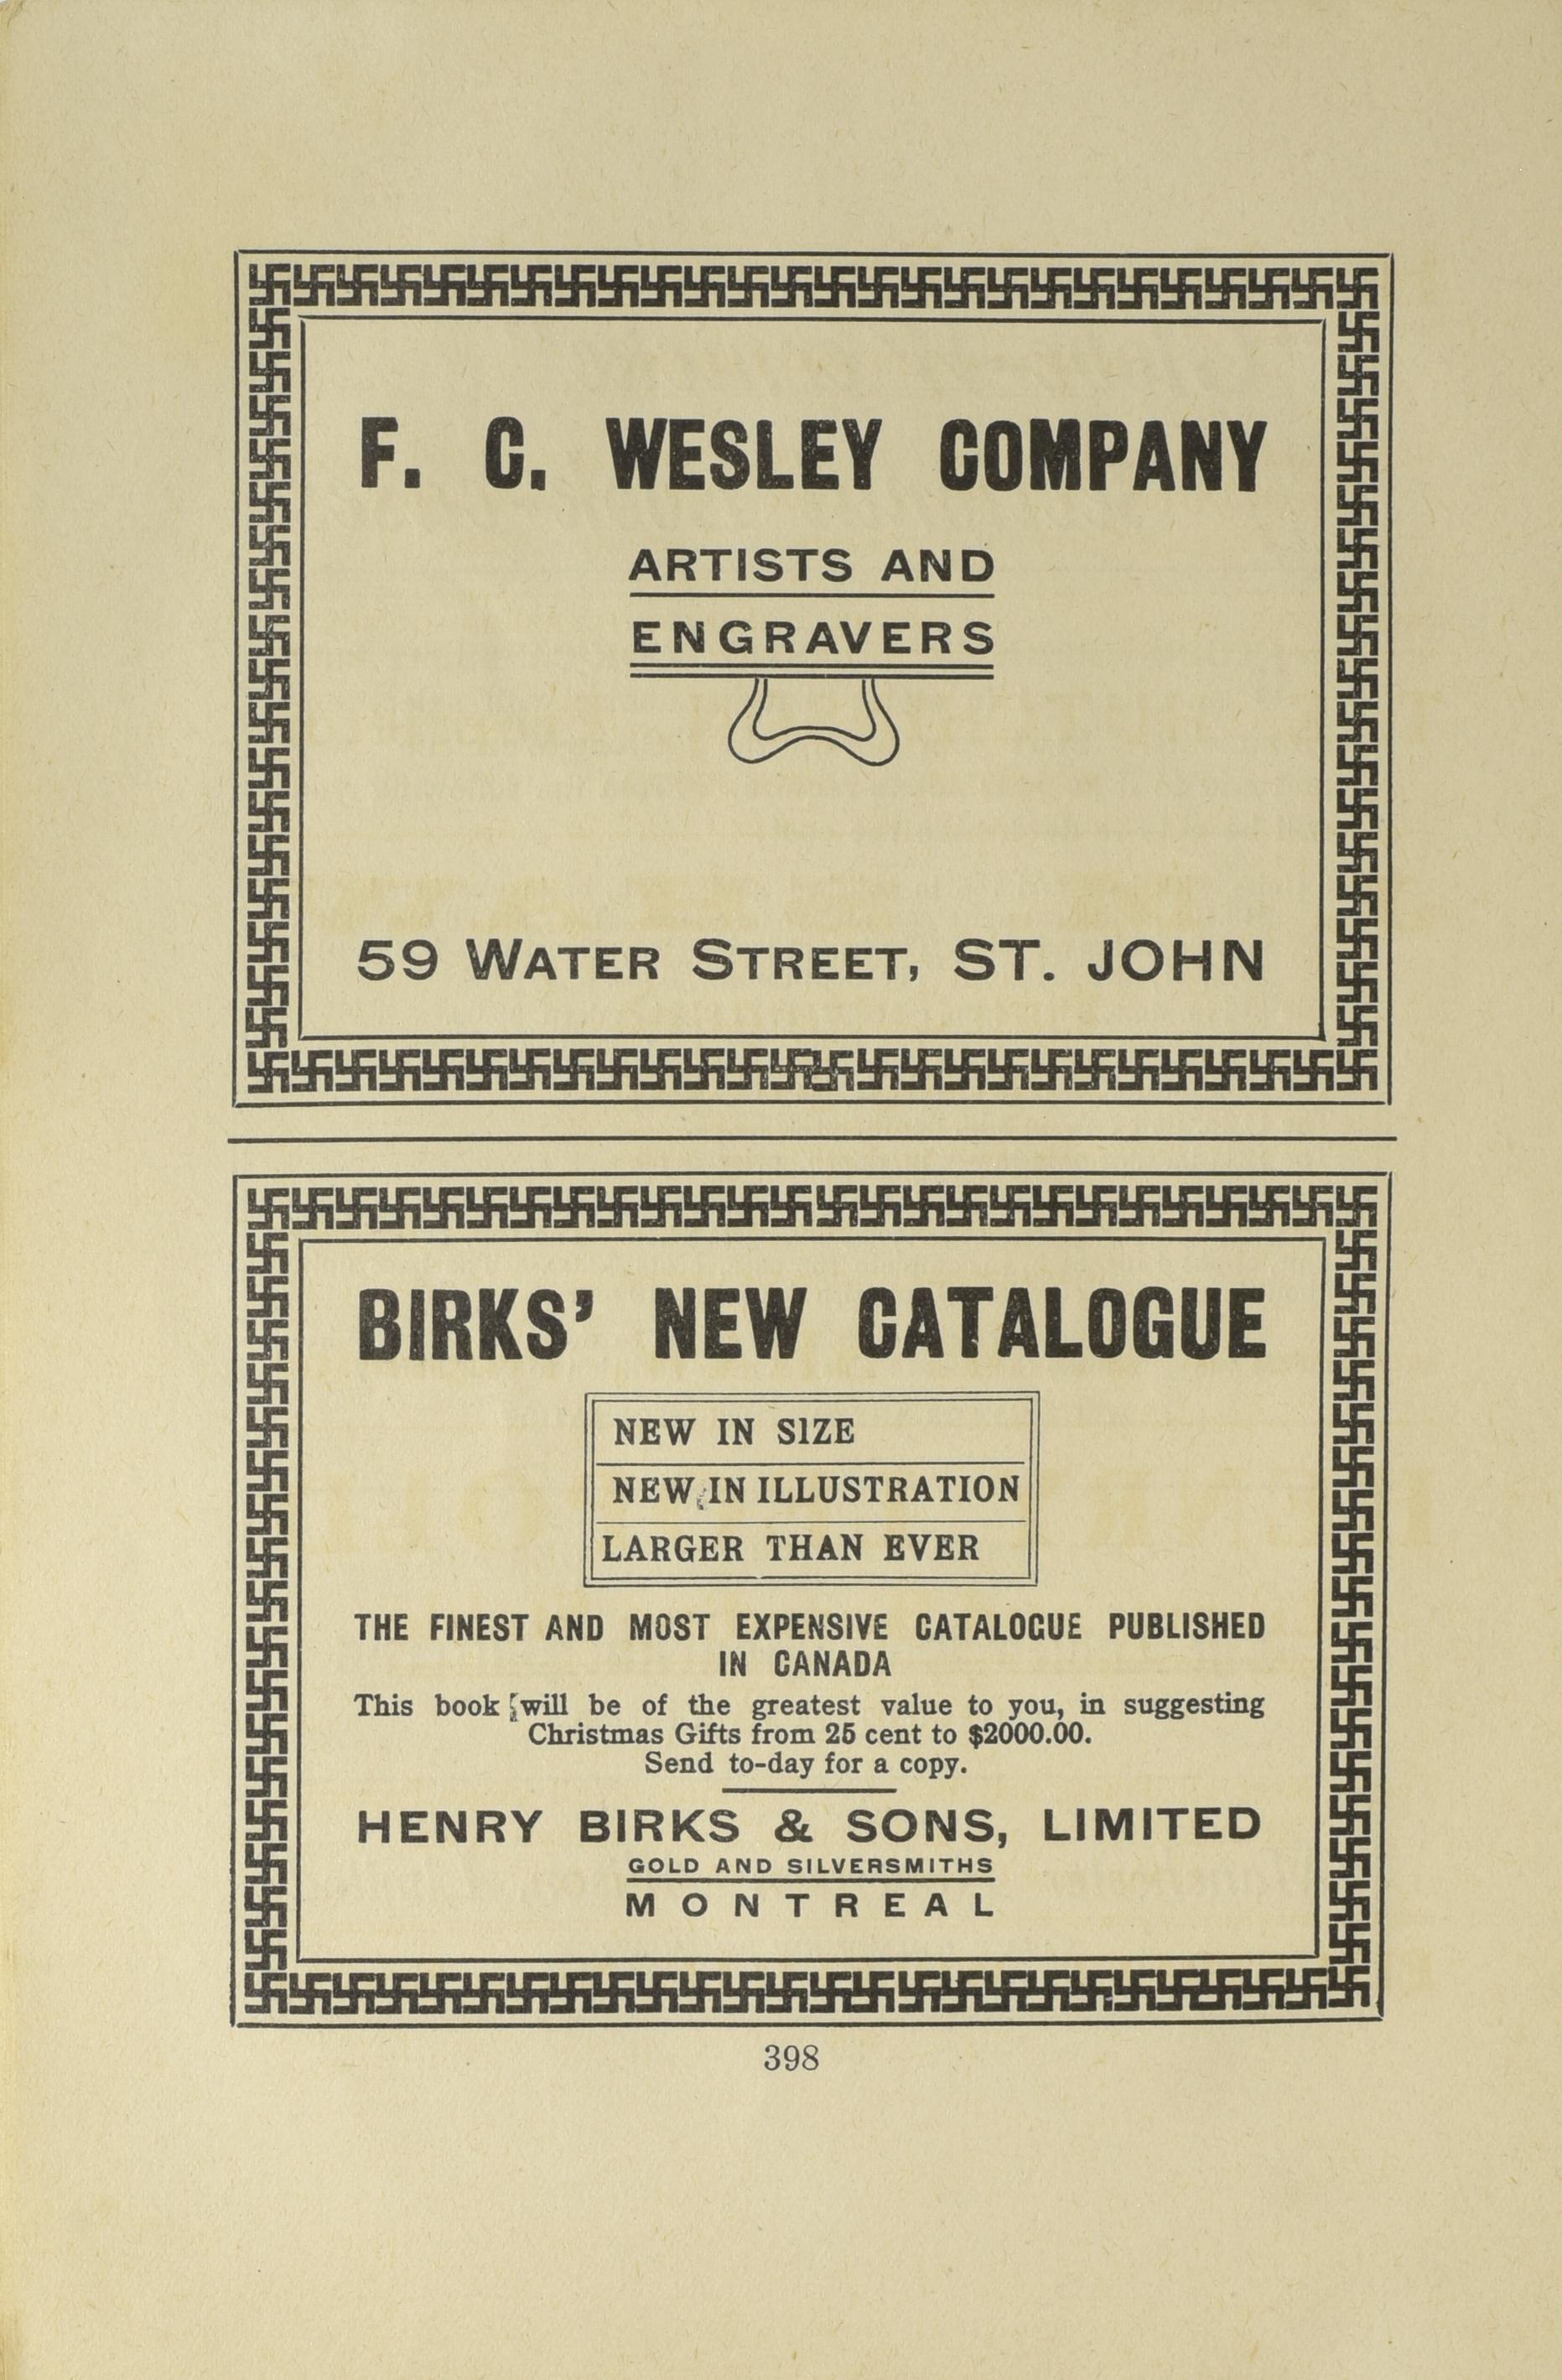 F. C. WESLEY COMPANY
ARTISTS AND
ENGRAVERS
59 WATER STREET, ST. JOHN
BIRKS' NEW CATALOGUE
NEW IN SIZE
NEW IN ILLUSTRATION
LARGER THAN EVER
THE FINEST AND MOST EXPENSIVE CATALOGUE PUBLISHED
IN CANADA
This book will be of the greatest value to you, in suggesting
Christmas Gifts from 25 cent to $2000.00.
Send to-day for a copy.
HENRY BIRKS & SONS, LIMITED
GOLD AND SILVERSMITHS
MONTREAL
398